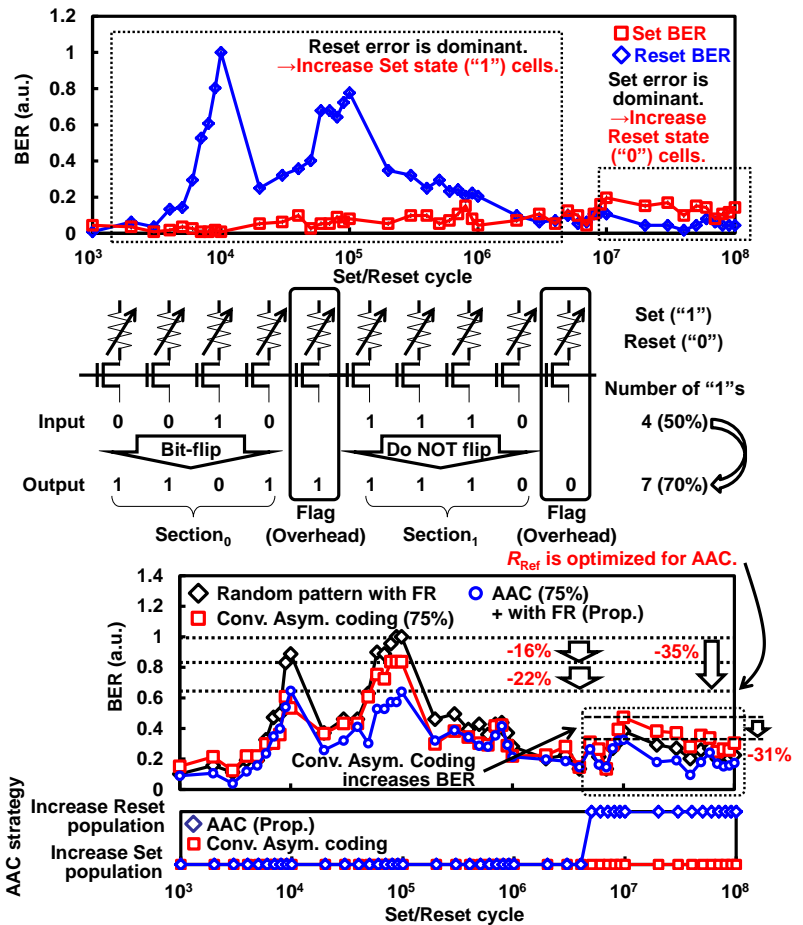 1.2
1
0.8
0.6
0.4
0.2
0
BER (a.u.)
Reset error is dominant.
→Increase Set state (“1”) cells.
Set BER
Reset BER
Set error is
dominant.
→Increase
Reset state
(“0”) cells.
10³ 10⁴ 10⁵ 10⁶ 10⁷ 10⁸
Set/Reset cycle
Set (“1”)
Reset (“0”)
Number of “1”s
Input 0 0 1 0 1 1 1 0 4 (50%)
Bit-flip Do NOT flip
Output 1 1 0 1 1 1 1 1 0 0 7 (70%)
Section₀ Flag (Overhead) Section₁ Flag (Overhead)
R_Ref is optimized for AAC.
1.4
1.2
1
0.8
0.6
0.4
0.2
0
BER (a.u.)
Random pattern with FR
Conv. Asym. coding (75%)
AAC (75%)
+ with FR (Prop.)
-16%
-22%
-35%
-31%
Conv. Asym. Coding
increases BER
AAC strategy
Increase Reset
population
Increase Set
population
AAC (Prop.)
Conv. Asym. coding
10³ 10⁴ 10⁵ 10⁶ 10⁷ 10⁸
Set/Reset cycle